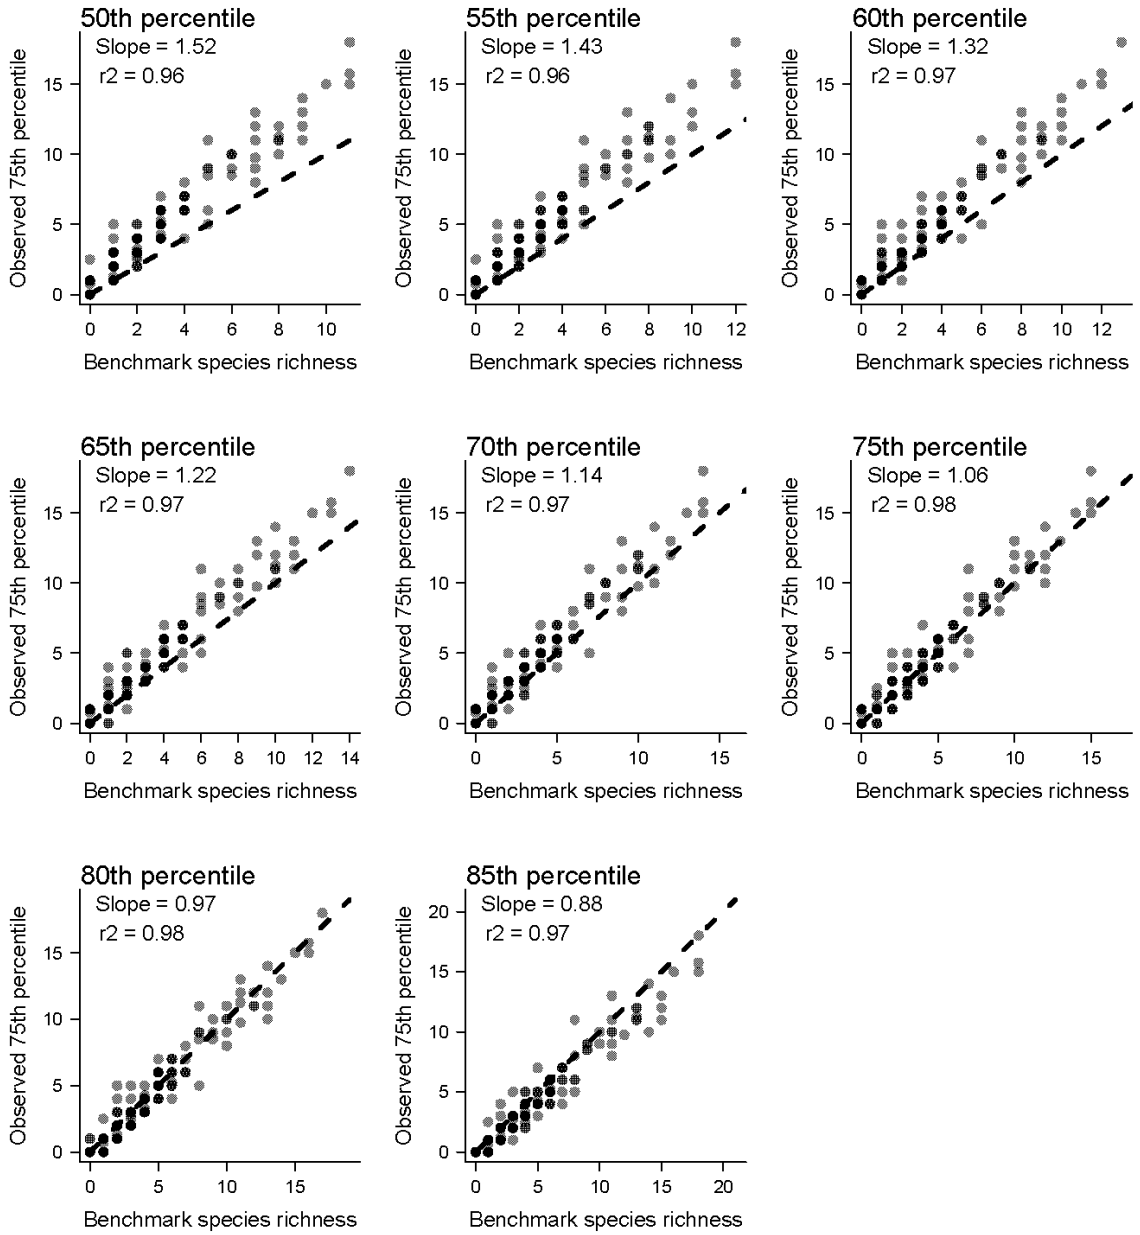 50th percentile
Slope = 1.52
r2 = 0.96
15
10
5
0
Observed 75th percentile
0 2 4 6 8 10
Benchmark species richness
55th percentile
Slope = 1.43
r2 = 0.96
15
10
5
0
Observed 75th percentile
0 2 4 6 8 10 12
Benchmark species richness
60th percentile
Slope = 1.32
r2 = 0.97
15
10
5
0
Observed 75th percentile
0 2 4 6 8 10 12
Benchmark species richness
65th percentile
Slope = 1.22
r2 = 0.97
15
10
5
0
Observed 75th percentile
0 2 4 6 8 10 12 14
Benchmark species richness
70th percentile
Slope = 1.14
r2 = 0.97
15
10
5
0
Observed 75th percentile
0 5 10 15
Benchmark species richness
75th percentile
Slope = 1.06
r2 = 0.98
15
10
5
0
Observed 75th percentile
0 5 10 15
Benchmark species richness
80th percentile
Slope = 0.97
r2 = 0.98
15
10
5
0
Observed 75th percentile
0 5 10 15
Benchmark species richness
85th percentile
Slope = 0.88
r2 = 0.97
20
15
10
5
0
Observed 75th percentile
0 5 10 15 20
Benchmark species richness